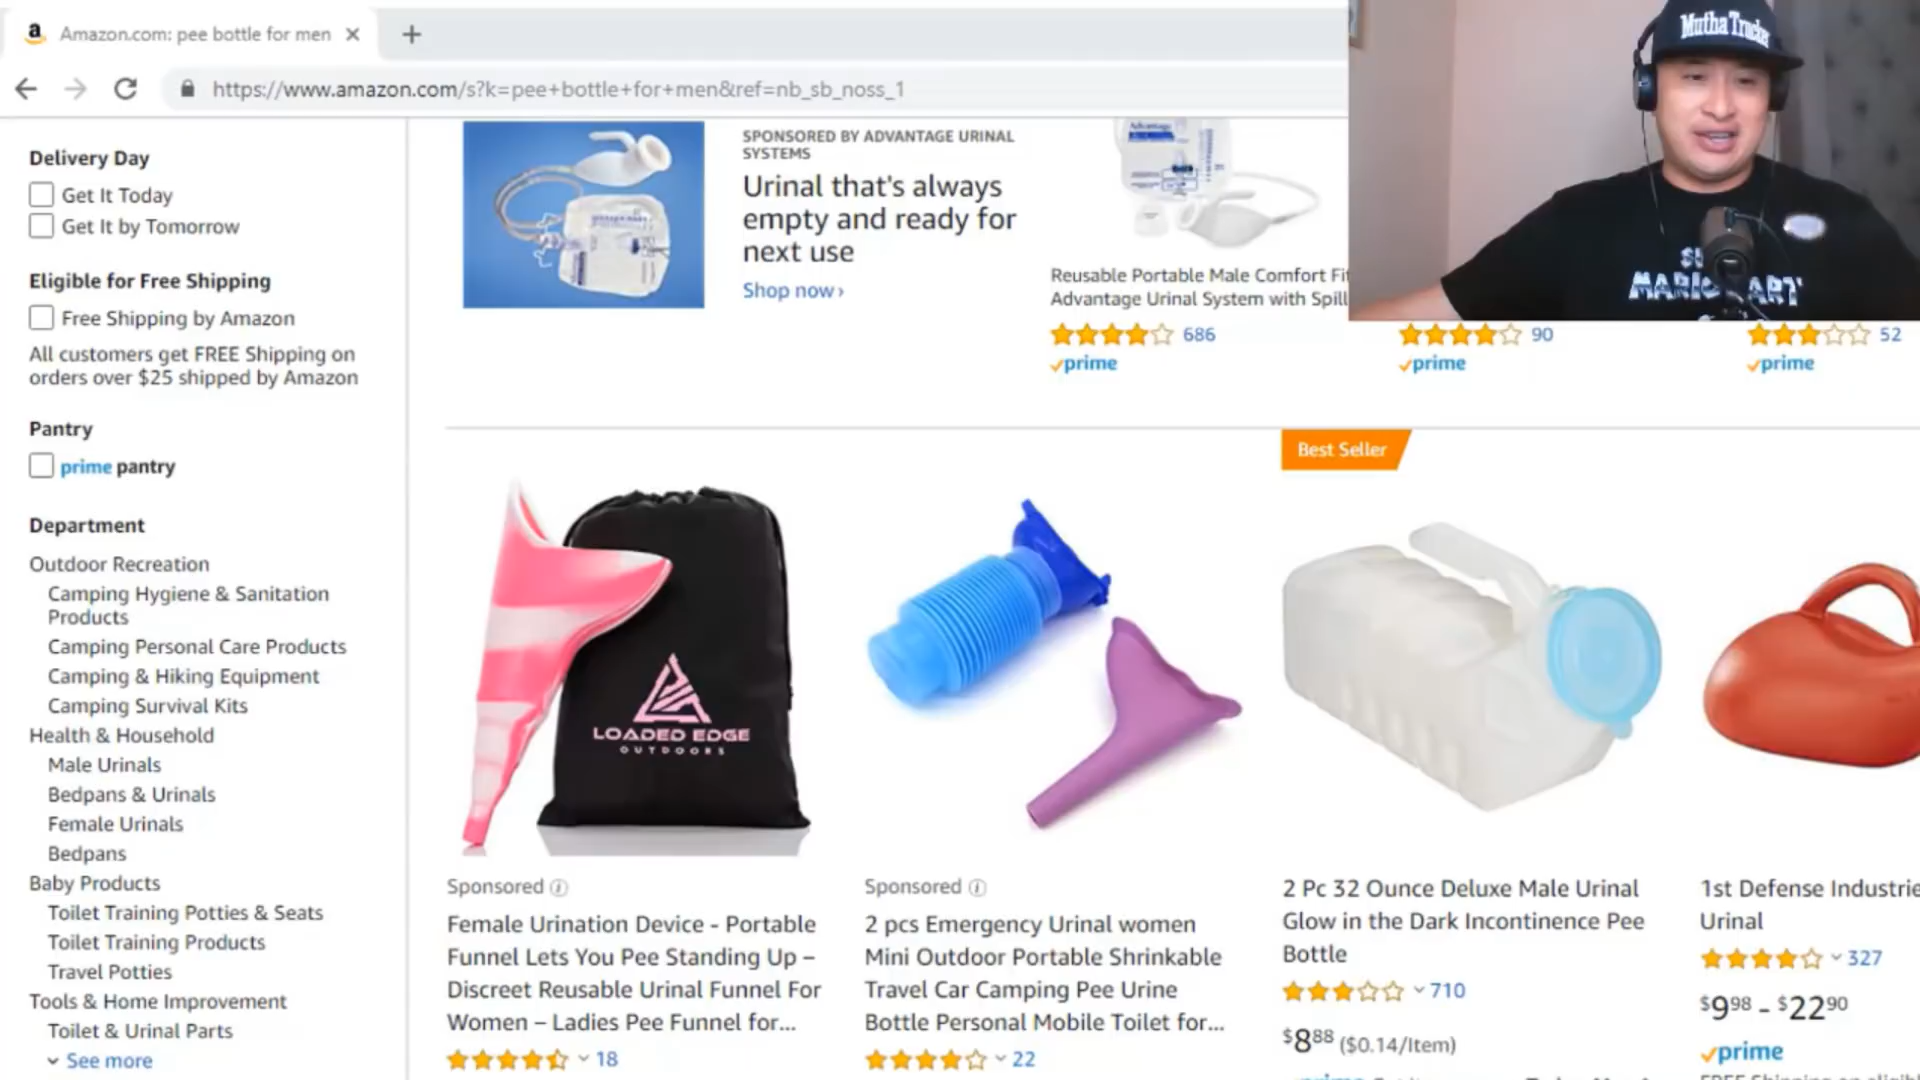 Amazon.com: pee bottle for men
https://www.amazon.com/s?k=pee+bottle+for+men&ref=nb_sb_noss_1
Mutha Trucker
MARIO KART
Delivery Day
Get It Today
Get It by Tomorrow
Eligible for Free Shipping
Free Shipping by Amazon
All customers get FREE Shipping on
orders over $25 shipped by Amazon
Pantry
prime pantry
Department
Outdoor Recreation
Camping Hygiene & Sanitation
Products
Camping Personal Care Products
Camping & Hiking Equipment
Camping Survival Kits
Health & Household
Male Urinals
Bedpans & Urinals
Female Urinals
Bedpans
Baby Products
Toilet Training Potties & Seats
Toilet Training Products
Travel Potties
Tools & Home Improvement
Toilet & Urinal Parts
See more
SPONSORED BY ADVANTAGE URINAL
SYSTEMS
Urinal that's always
empty and ready for
next use
Shop now ›
Advantage
Reusable Portable Male Comfort Fi
Advantage Urinal System with Spill
686
prime
90
prime
52
prime
LOADED EDGE
OUTDOORS
Sponsored
Female Urination Device - Portable
Funnel Lets You Pee Standing Up –
Discreet Reusable Urinal Funnel For
Women – Ladies Pee Funnel for...
18
Sponsored
2 pcs Emergency Urinal women
Mini Outdoor Portable Shrinkable
Travel Car Camping Pee Urine
Bottle Personal Mobile Toilet for...
22
Best Seller
2 Pc 32 Ounce Deluxe Male Urinal
Glow in the Dark Incontinence Pee
Bottle
710
$8 88 ($0.14/Item)
1st Defense Industrie
Urinal
327
$9 98 - $22 90
prime